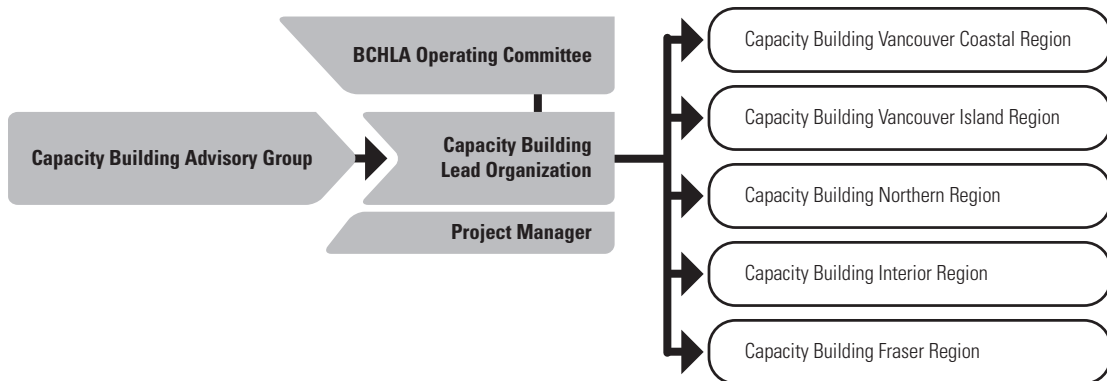 BCHLA Operating Committee
Capacity Building Advisory Group
Capacity Building
Lead Organization
Project Manager
Capacity Building Vancouver Coastal Region
Capacity Building Vancouver Island Region
Capacity Building Northern Region
Capacity Building Interior Region
Capacity Building Fraser Region